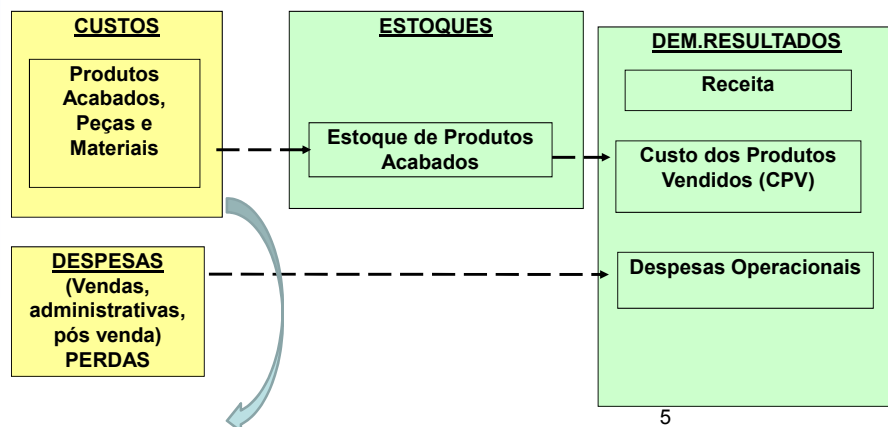 CUSTOS
Produtos
Acabados,
Peças e
Materiais
ESTOQUES
Estoque de Produtos
Acabados
DEM.RESULTADOS
Receita
Custo dos Produtos
Vendidos (CPV)
Despesas Operacionais
DESPESAS
(Vendas,
administrativas,
pós venda)
PERDAS
5